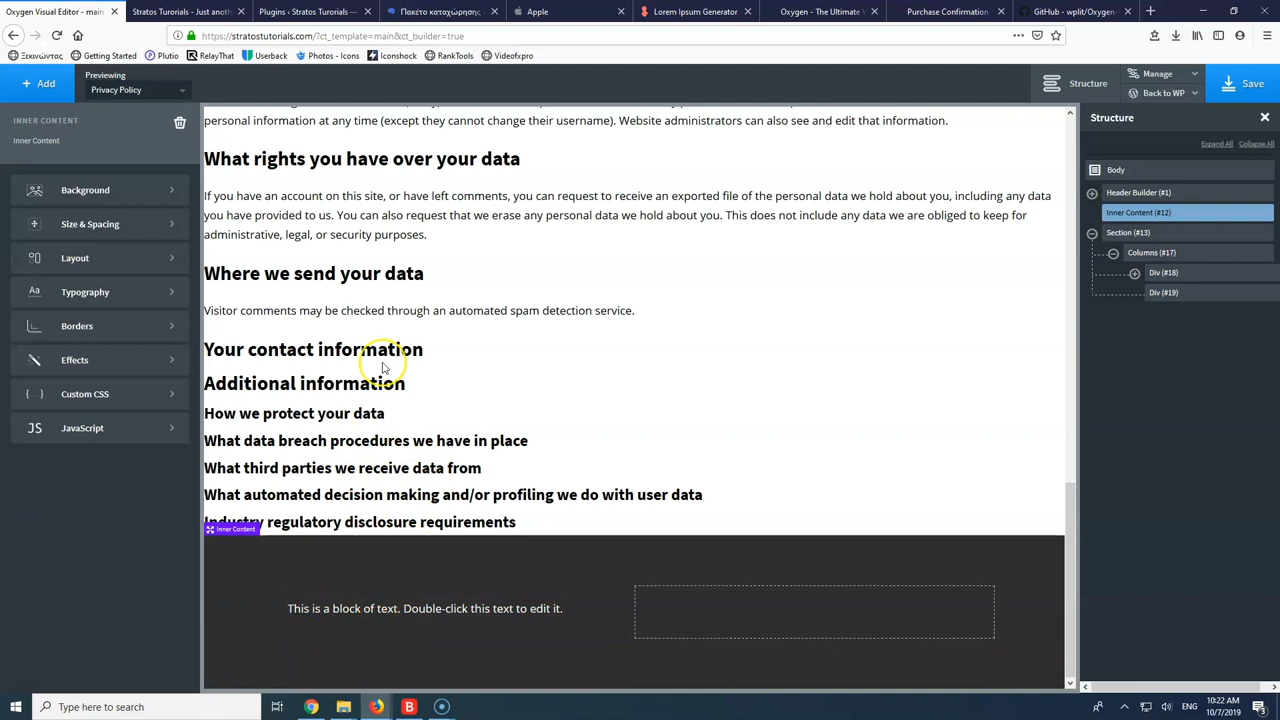 Oxygen Visual Editor - Main
Stratos Tutorials - Just anoth
Plugins ‹ Stratos Tutorials —
Πακέτο καταχώρησης -
Apple
Lorem Ipsum Generator
Oxygen - The Ultimate V
Purchase Confirmation
GitHub - wplit/Oxygen-
https://stratostutorials.com/?ct_template=main&ct_builder=true
Ξεκινώντας
Getting Started
Plutio
RelayThat
Userback
Photos - Icons
Iconshock
RankTools
Videofxpro
+ Add
Previewing
Privacy Policy
Structure
Manage
Back to WP
Save
INNER CONTENT
Inner Content
Background
Size & Spacing
Layout
Typography
Borders
Effects
Custom CSS
JS JavaScript
personal information at any time (except they cannot change their username). Website administrators can also see and edit that information.
What rights you have over your data
If you have an account on this site, or have left comments, you can request to receive an exported file of the personal data we hold about you, including any data
you have provided to us. You can also request that we erase any personal data we hold about you. This does not include any data we are obliged to keep for
administrative, legal, or security purposes.
Where we send your data
Visitor comments may be checked through an automated spam detection service.
Your contact information
Additional information
How we protect your data
What data breach procedures we have in place
What third parties we receive data from
What automated decision making and/or profiling we do with user data
Industry regulatory disclosure requirements
Inner Content
This is a block of text. Double-click this text to edit it.
Structure
Expand All
Collapse All
Body
Header Builder (#1)
Inner Content (#12)
Section (#13)
Columns (#17)
Div (#18)
Div (#19)
Type here to search
10:22 AM
10/7/2019